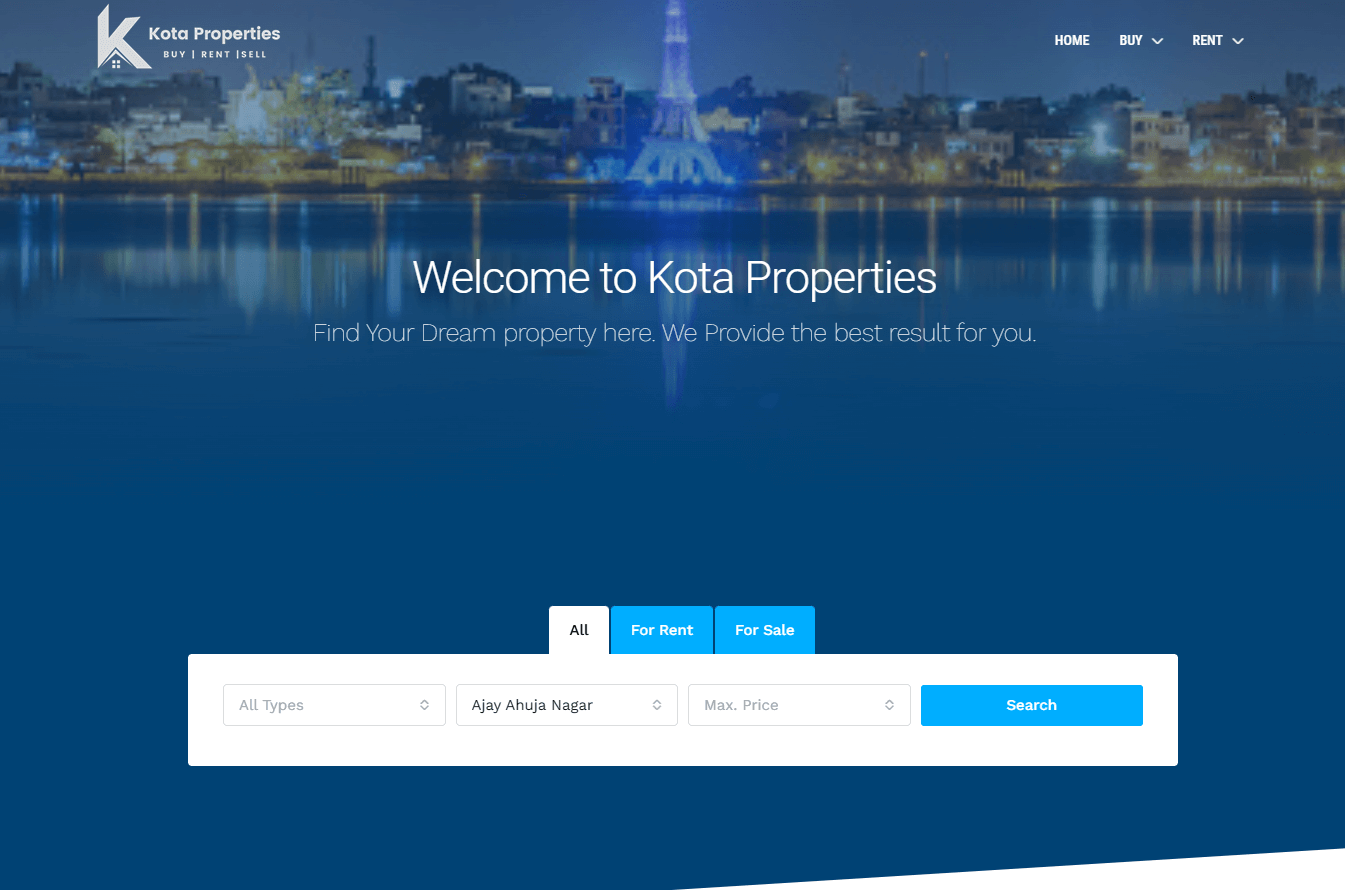 Kota Properties
BUY | RENT |SELL
HOME
BUY
RENT
Welcome to Kota Properties
Find Your Dream property here. We Provide the best result for you.
All
For Rent
For Sale
All Types
Ajay Ahuja Nagar
Max. Price
Search